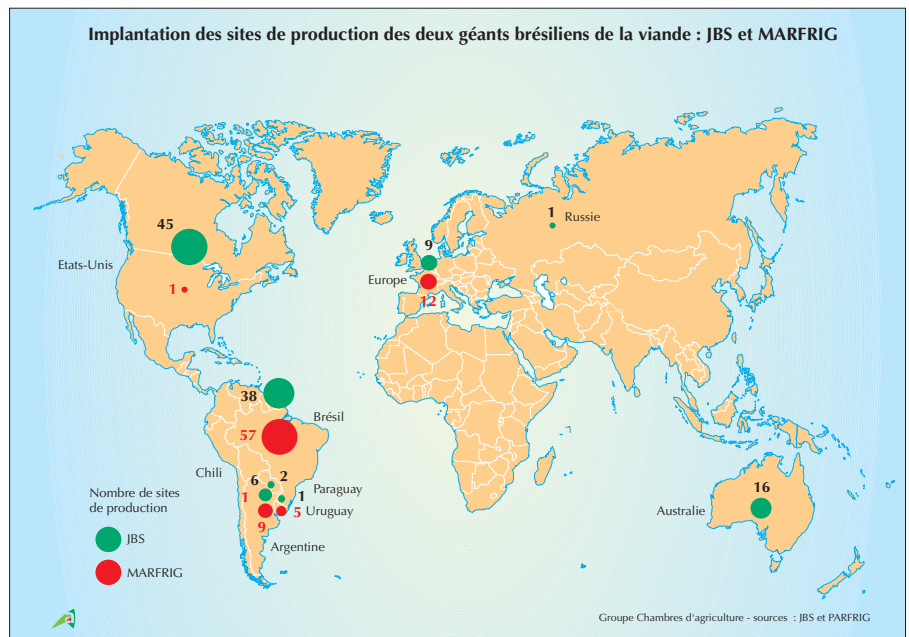 Implantation des sites de production des deux géants brésiliens de la viande : JBS et MARFRIG
45
Etats-Unis
1
1
Russie
9
Europe
12
38
Brésil
57
Chili
6
2
1
1
Paraguay
5
Uruguay
9
Argentine
16
Australie
Nombre de sites
de production
JBS
MARFRIG
Groupe Chambres d'agriculture - sources : JBS et PARFRIG